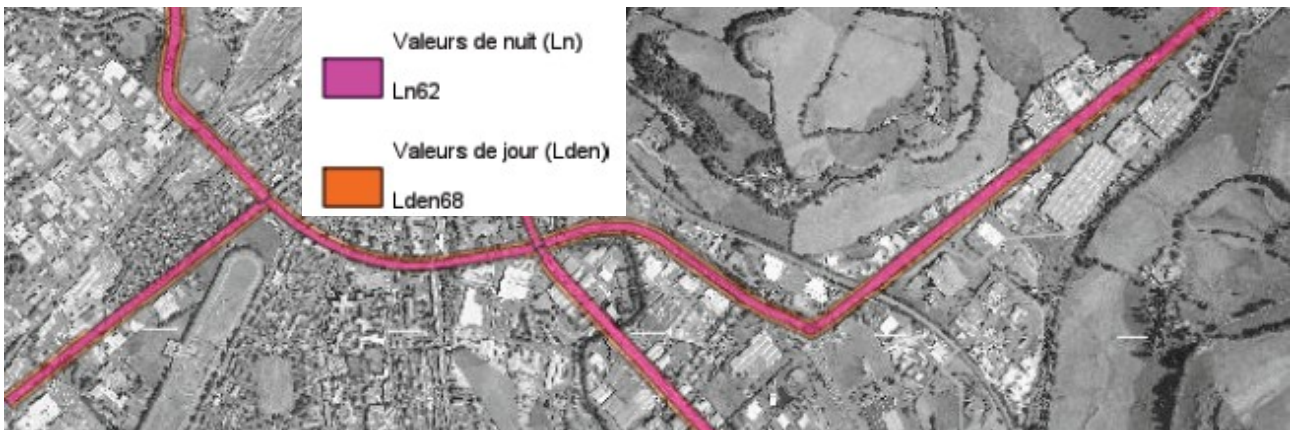 Valeurs de nuit (Ln)
Ln62
Valeurs de jour (Lden)
Lden68